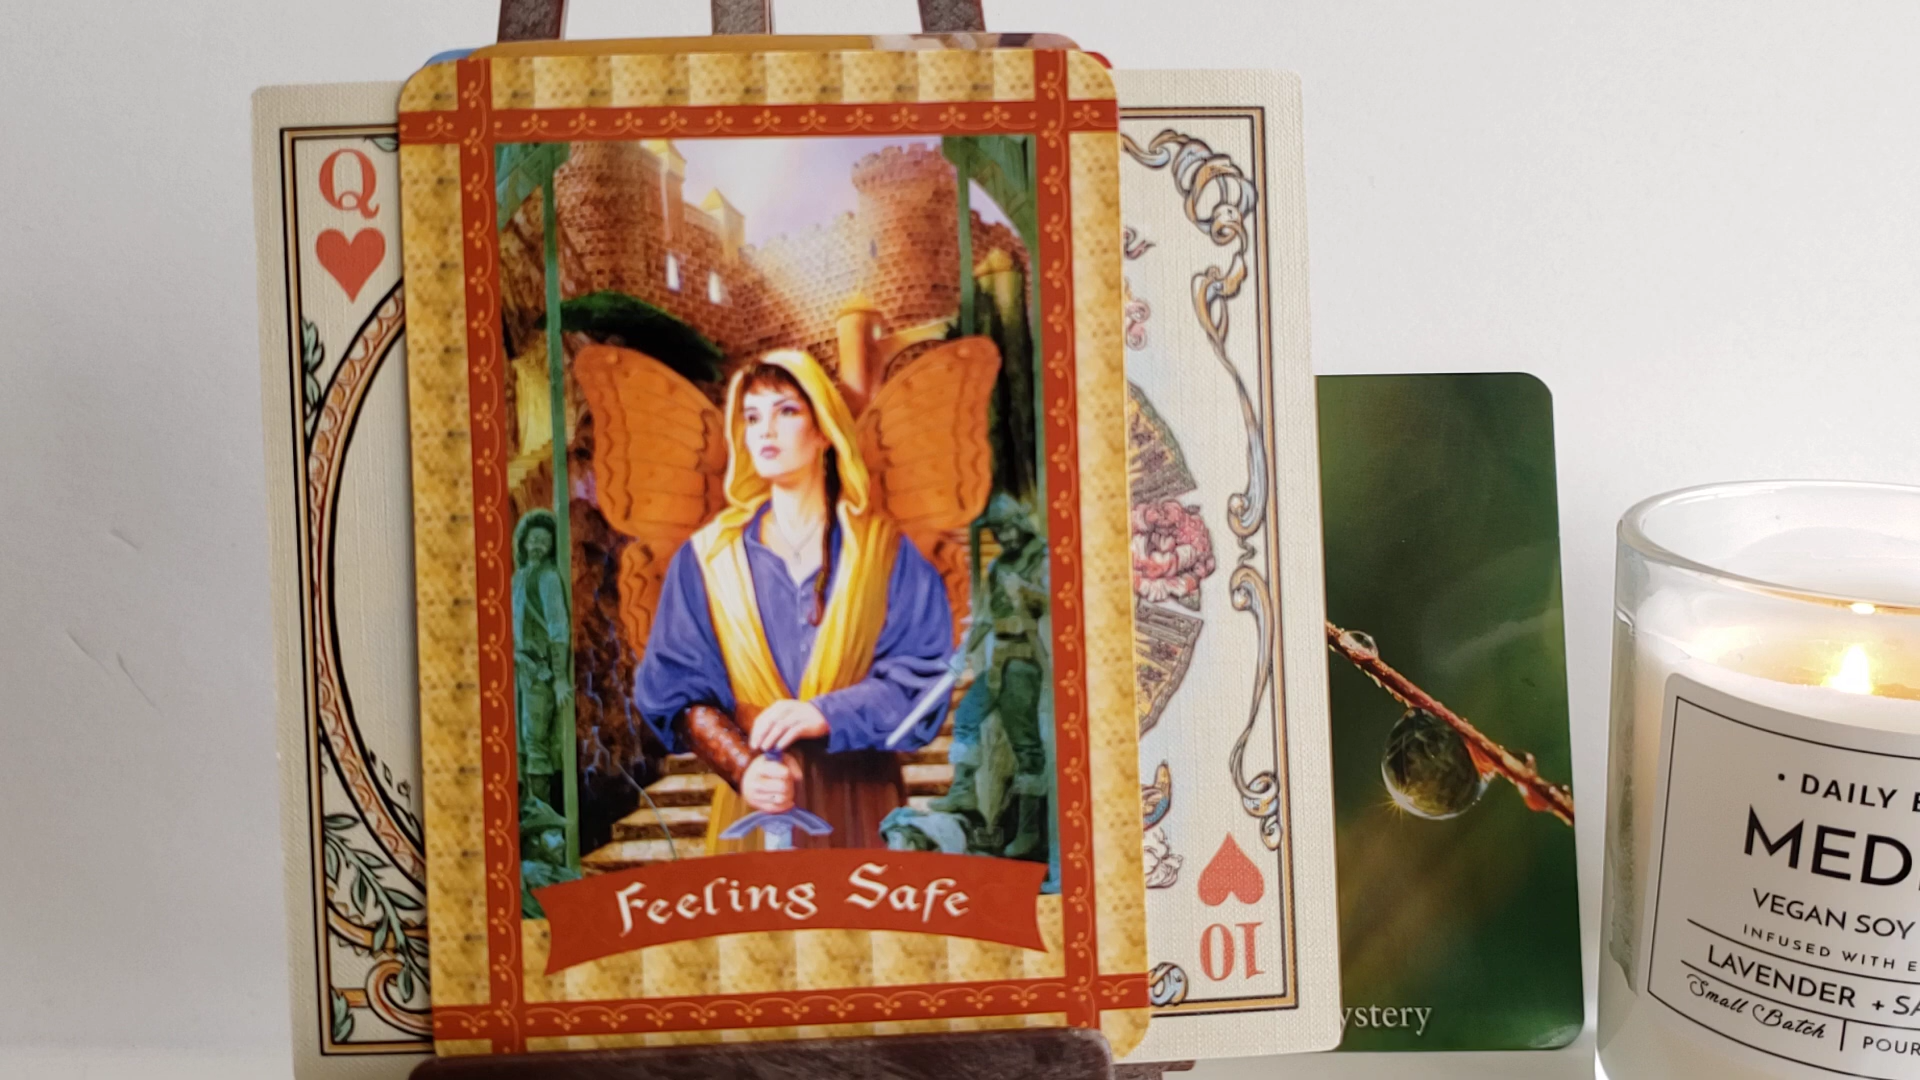 Q
Feeling Safe
10
ystery
• DAILY
MED
VEGAN SOY
INFUSED WITH E
LAVENDER + SA
Small Batch
POUR